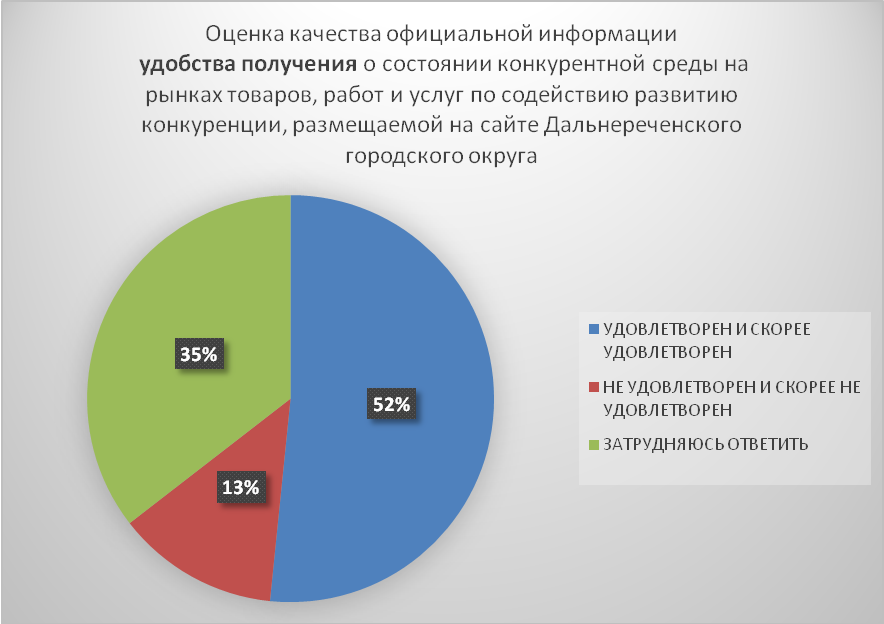 Оценка качества официальной информации
удобства получения о состоянии конкурентной среды на
рынках товаров, работ и услуг по содействию развитию
конкуренции, размещаемой на сайте Дальнереченского
городского округа
35%
52%
13%
УДОВЛЕТВОРЕН И СКОРЕЕ
УДОВЛЕТВОРЕН
НЕ УДОВЛЕТВОРЕН И СКОРЕЕ НЕ
УДОВЛЕТВОРЕН
ЗАТРУДНЯЮСЬ ОТВЕТИТЬ